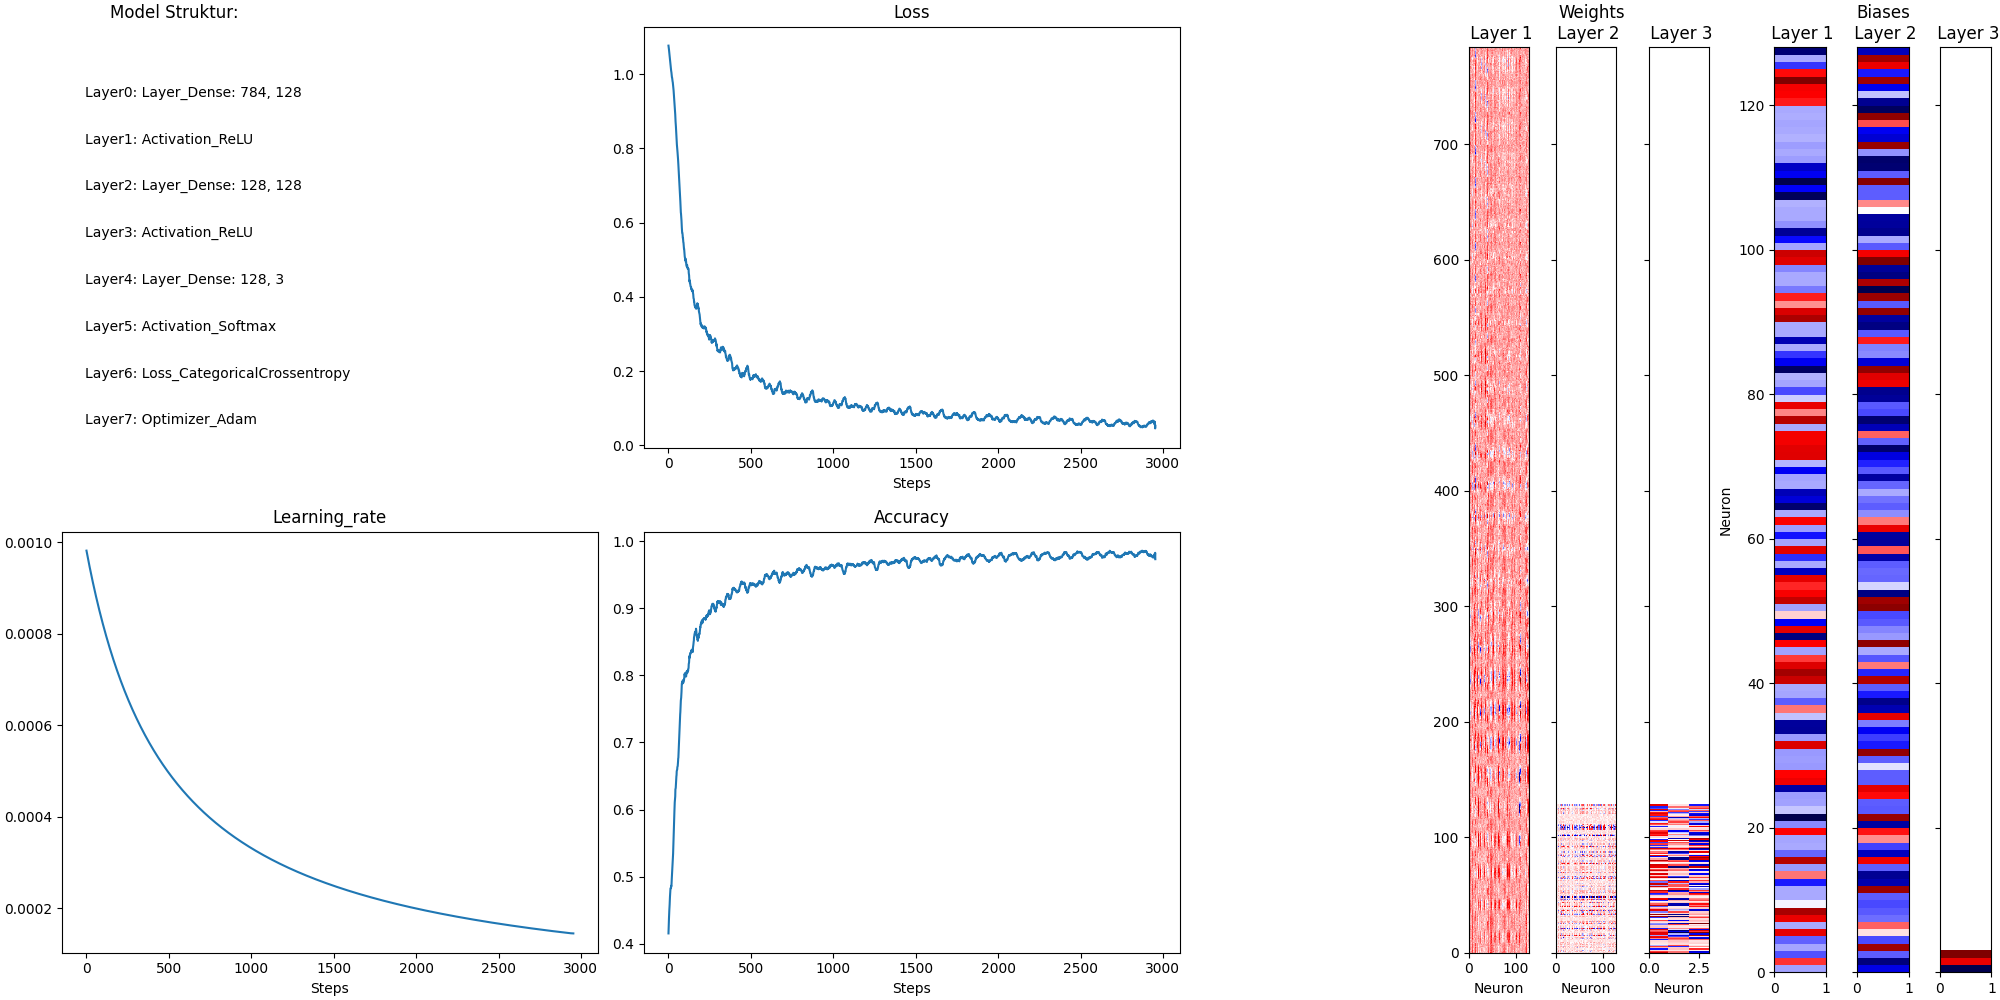 Model Struktur:
Layer0: Layer_Dense: 784, 128
Layer1: Activation_ReLU
Layer2: Layer_Dense: 128, 128
Layer3: Activation_ReLU
Layer4: Layer_Dense: 128, 3
Layer5: Activation_Softmax
Layer6: Loss_CategoricalCrossentropy
Layer7: Optimizer_Adam
Loss
1.0
0.8
0.6
0.4
0.2
0.0
0 500 1000 1500 2000 2500 3000
Steps
Learning_rate
0.0010
0.0008
0.0006
0.0004
0.0002
0 500 1000 1500 2000 2500 3000
Steps
Accuracy
1.0
0.9
0.8
0.7
0.6
0.5
0.4
0 500 1000 1500 2000 2500 3000
Steps
Weights
Layer 1 Layer 2 Layer 3
700
600
500
400
300
200
100
0
0 100 0 100 0.0 2.5
Neuron Neuron Neuron
Biases
Layer 1 Layer 2 Layer 3
Neuron
120
100
80
60
40
20
0
0 1 0 1 0 1